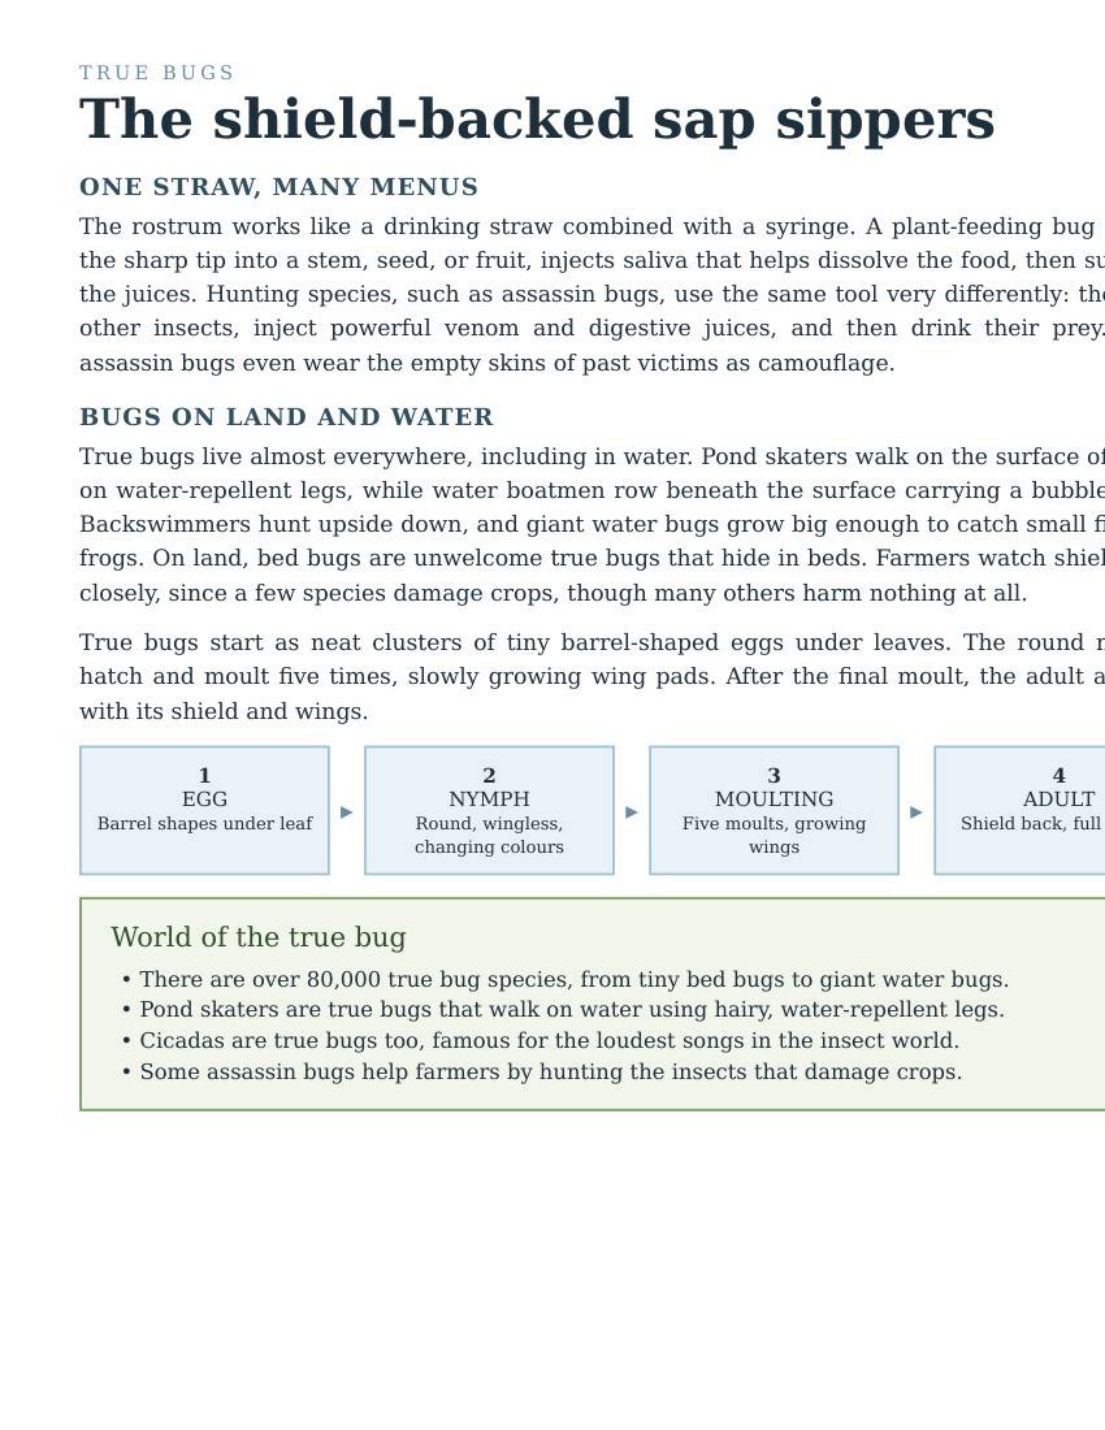 TRUE BUGS
The shield-backed sap sippers
ONE STRAW, MANY MENUS
The rostrum works like a drinking straw combined with a syringe. A plant-feeding bug
the sharp tip into a stem, seed, or fruit, injects saliva that helps dissolve the food, then
the juices. Hunting species, such as assassin bugs, use the same tool very differently:
other insects, inject powerful venom and digestive juices, and then drink their prey.
assassin bugs even wear the empty skins of past victims as camouflage.
BUGS ON LAND AND WATER
True bugs live almost everywhere, including in water. Pond skaters walk on the surface of
on water-repellent legs, while water boatmen row beneath the surface carrying a bubble
Backswimmers hunt upside down, and giant water bugs grow big enough to catch small
frogs. On land, bed bugs are unwelcome true bugs that hide in beds. Farmers watch
closely, since a few species damage crops, though many others harm nothing at all.
True bugs start as neat clusters of tiny barrel-shaped eggs under leaves. The round
hatch and moult five times, slowly growing wing pads. After the final moult, the adult
with its shield and wings.
1
EGG
Barrel shapes under leaf
2
NYMPH
Round, wingless,
changing colours
3
MOULTING
Five moults, growing
wings
4
ADULT
Shield back, full
World of the true bug
• There are over 80,000 true bug species, from tiny bed bugs to giant water bugs.
• Pond skaters are true bugs that walk on water using hairy, water-repellent legs.
• Cicadas are true bugs too, famous for the loudest songs in the insect world.
• Some assassin bugs help farmers by hunting the insects that damage crops.